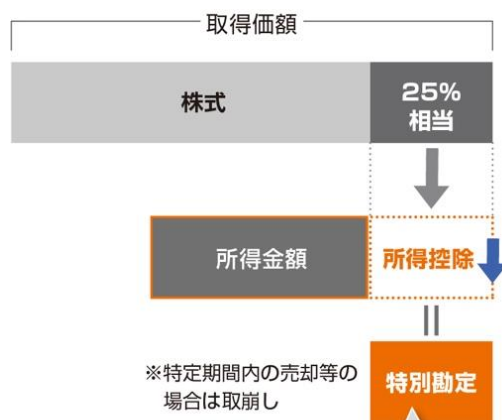 取得価額
株式
25%
相当
所得金額
所得控除
※特定期間内の売却等の
場合は取崩し
特別勘定